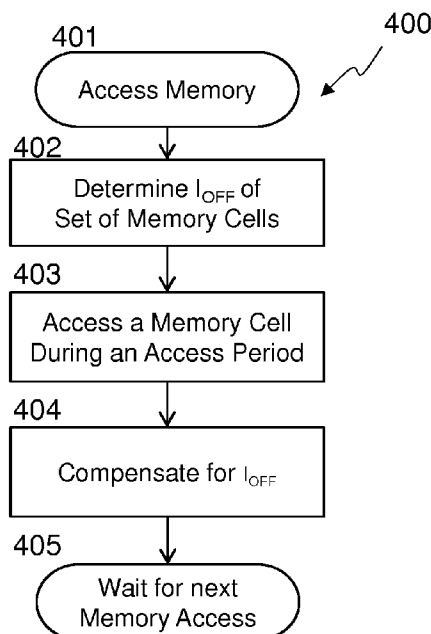 400
401
Access Memory
402
Determine IOFF of
Set of Memory Cells
403
Access a Memory Cell
During an Access Period
404
Compensate for IOFF
405
Wait for next
Memory Access